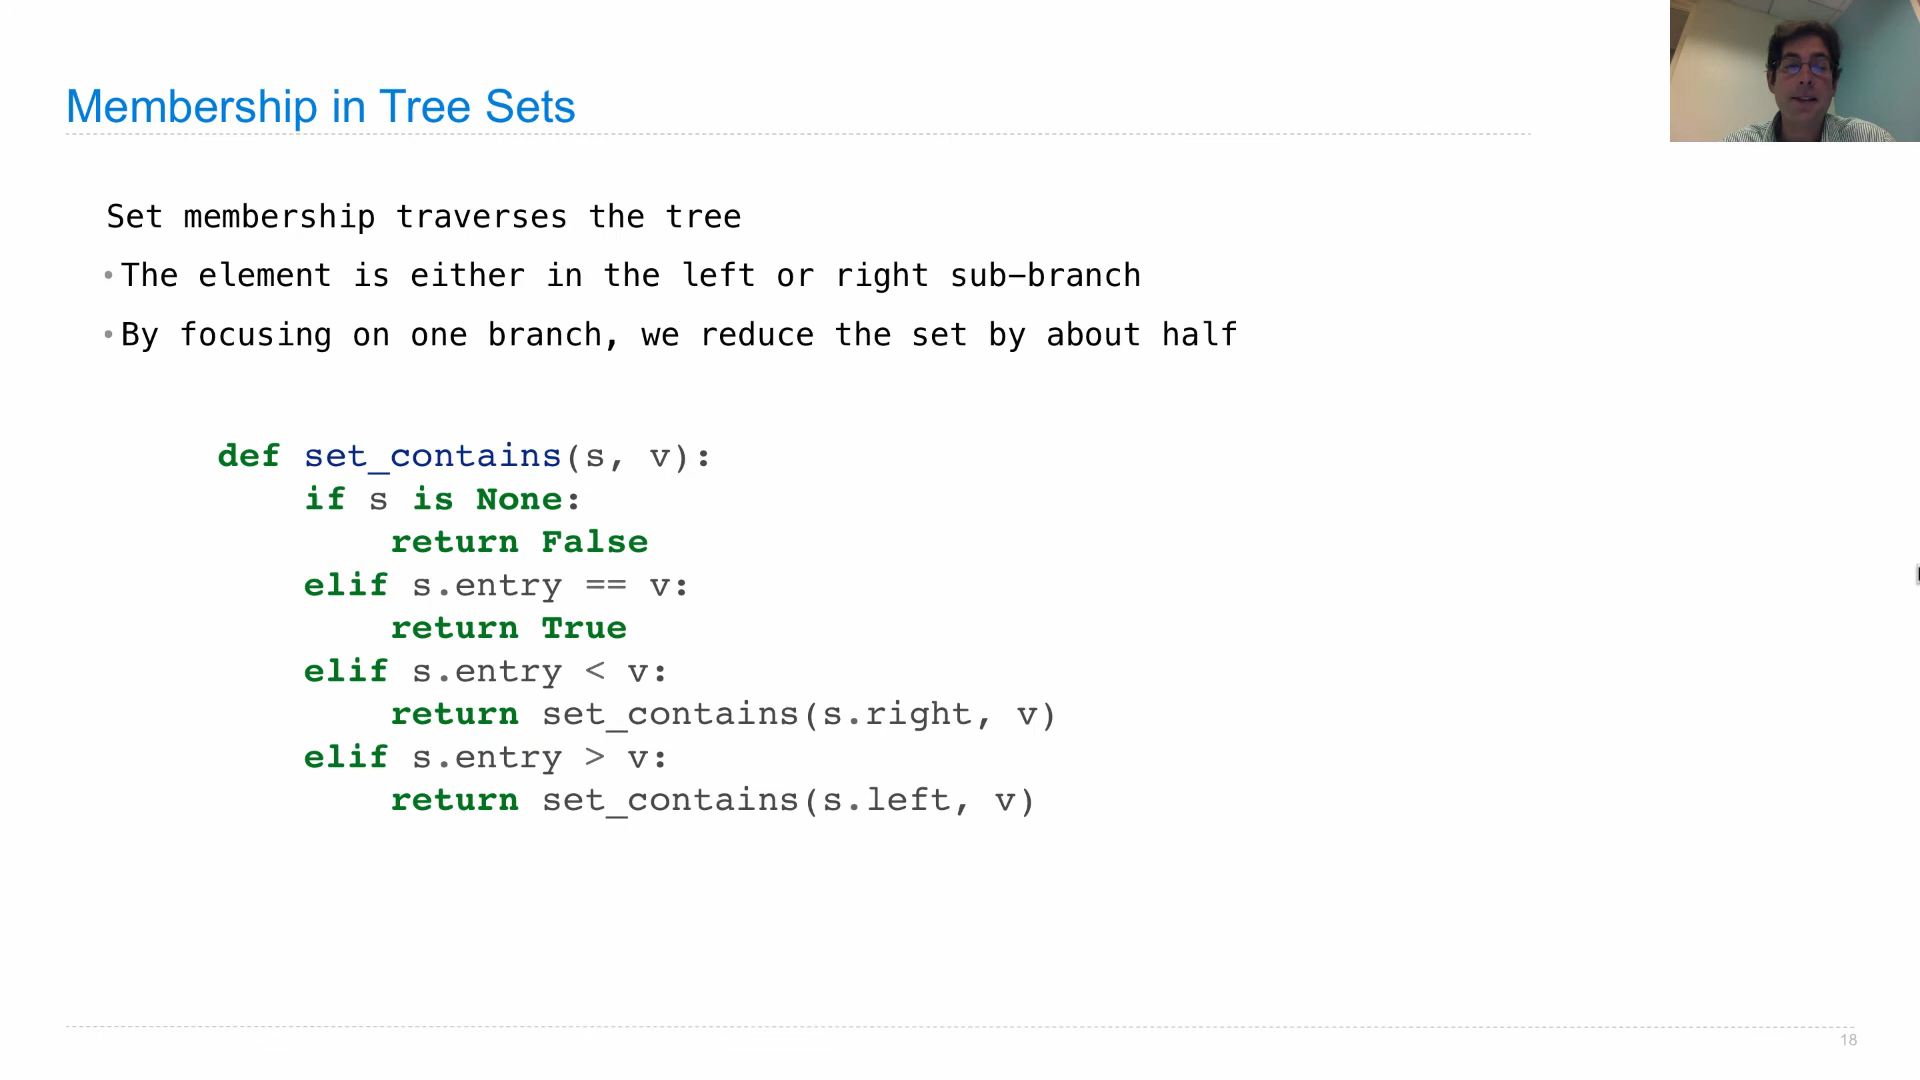 Membership in Tree Sets
Set membership traverses the tree
•The element is either in the left or right sub-branch
•By focusing on one branch, we reduce the set by about half
def set_contains(s, v):
    if s is None:
        return False
    elif s.entry == v:
        return True
    elif s.entry < v:
        return set_contains(s.right, v)
    elif s.entry > v:
        return set_contains(s.left, v)
18